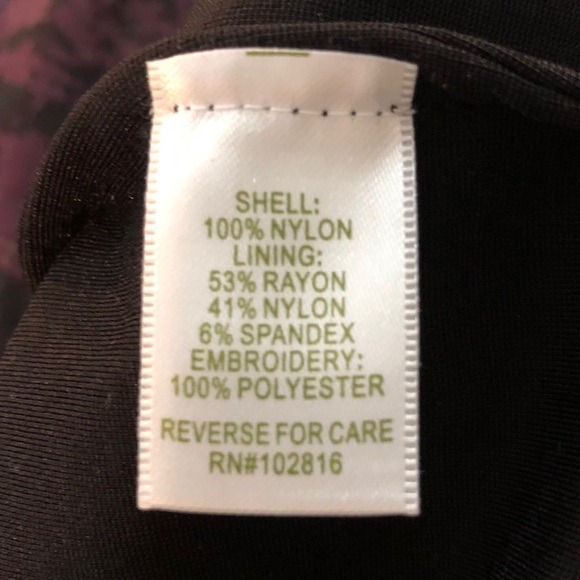 SHELL:
100% NYLON
LINING:
53% RAYON
41% NYLON
6% SPANDEX
EMBROIDERY:
100% POLYESTER
REVERSE FOR CARE
RN#102816